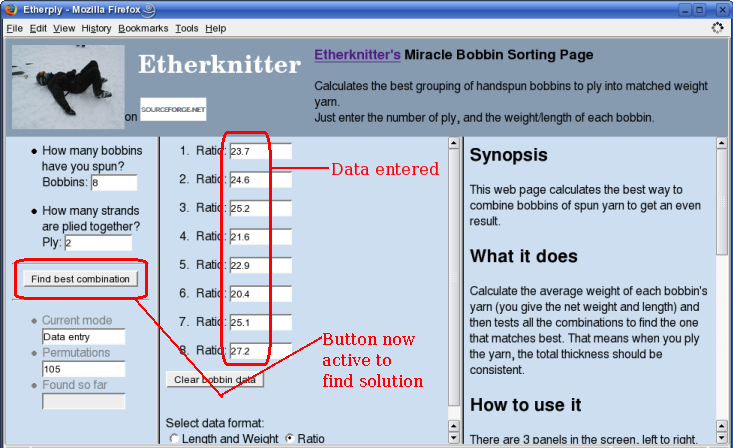 Etherply - Mozilla Firefox
File Edit View History Bookmarks Tools Help
Etherknitter
on SOURCEFORGE.NET
Etherknitter's Miracle Bobbin Sorting Page
Calculates the best grouping of handspun bobbins to ply into matched weight
yarn.
Just enter the number of ply, and the weight/length of each bobbin.
How many bobbins
have you spun?
Bobbins: 8
How many strands
are plied together?
Ply: 2
Find best combination
Current mode
Data entry
Permutations
105
Found so far
1. Ratio: 23.7
2. Ratio: 24.6
3. Ratio: 25.2
4. Ratio: 21.6
5. Ratio: 22.9
6. Ratio: 20.4
7. Ratio: 25.1
8. Ratio: 27.2
Clear bobbin data
Select data format:
Length and Weight Ratio
Data entered
Button now
active to
find solution
Synopsis
This web page calculates the best way to
combine bobbins of spun yarn to get an even
result.
What it does
Calculate the average weight of each bobbin's
yarn (you give the net weight and length) and
then tests all the combinations to find the one
that matches best. That means when you ply
the yarn, the total thickness should be
consistent.
How to use it
There are 3 panels in the screen, left to right.